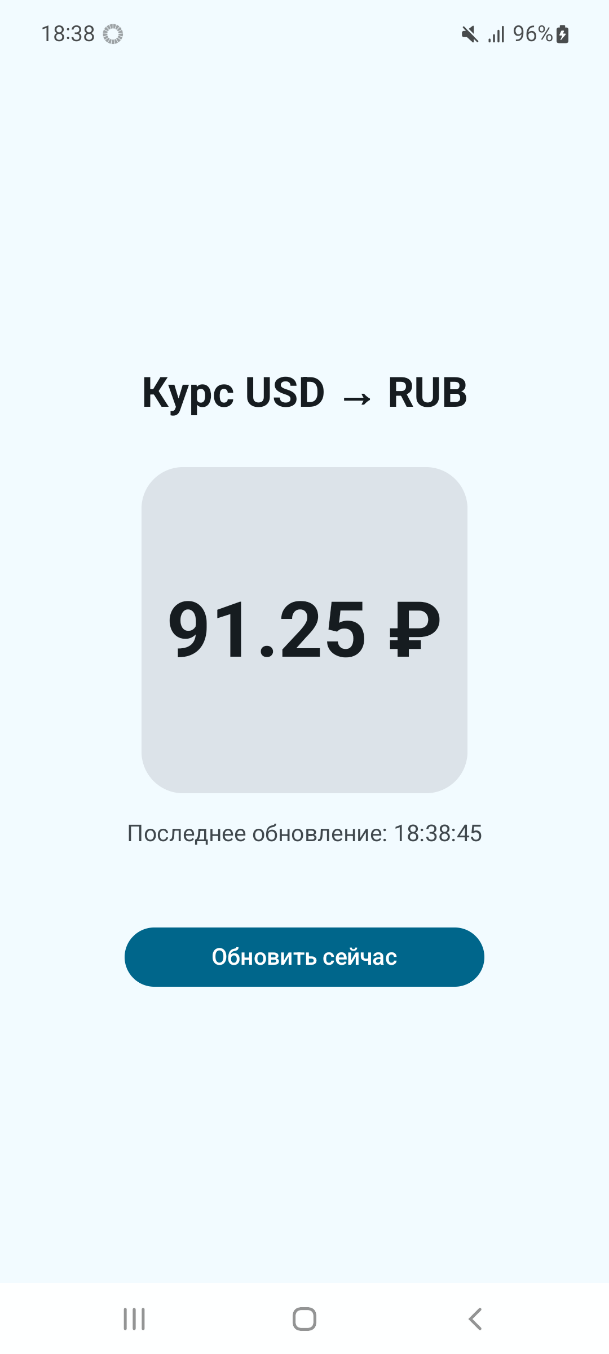 18:38 96%
Курс USD → RUB
91.25 ₽
Последнее обновление: 18:38:45
Обновить сейчас